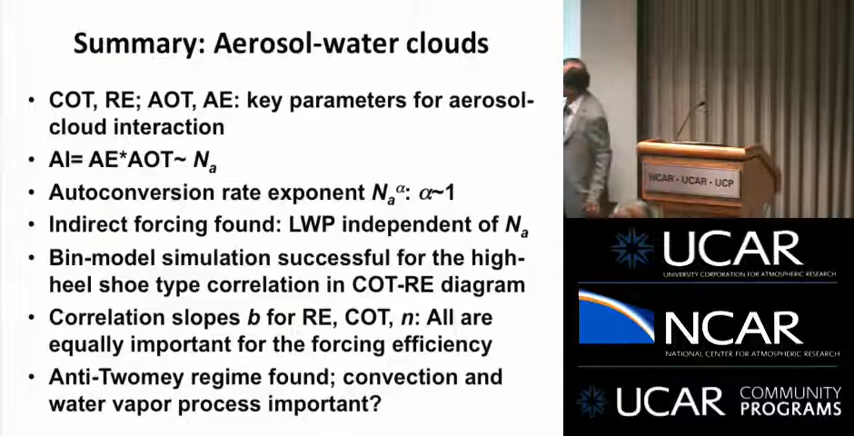 Summary: Aerosol-water clouds
• COT, RE; AOT, AE: key parameters for aerosol-
cloud interaction
• AI= AE*AOT~ Na
• Autoconversion rate exponent Naα: α~1
• Indirect forcing found: LWP independent of Na
• Bin-model simulation successful for the high-
heel shoe type correlation in COT-RE diagram
• Correlation slopes b for RE, COT, n: All are
equally important for the forcing efficiency
• Anti-Twomey regime found; convection and
water vapor process important?
NCAR - UCAR - UCP
UCAR
UNIVERSITY CORPORATION FOR ATMOSPHERIC RESEARCH
NCAR
NATIONAL CENTER FOR ATMOSPHERIC RESEARCH
UCAR COMMUNITY
PROGRAMS